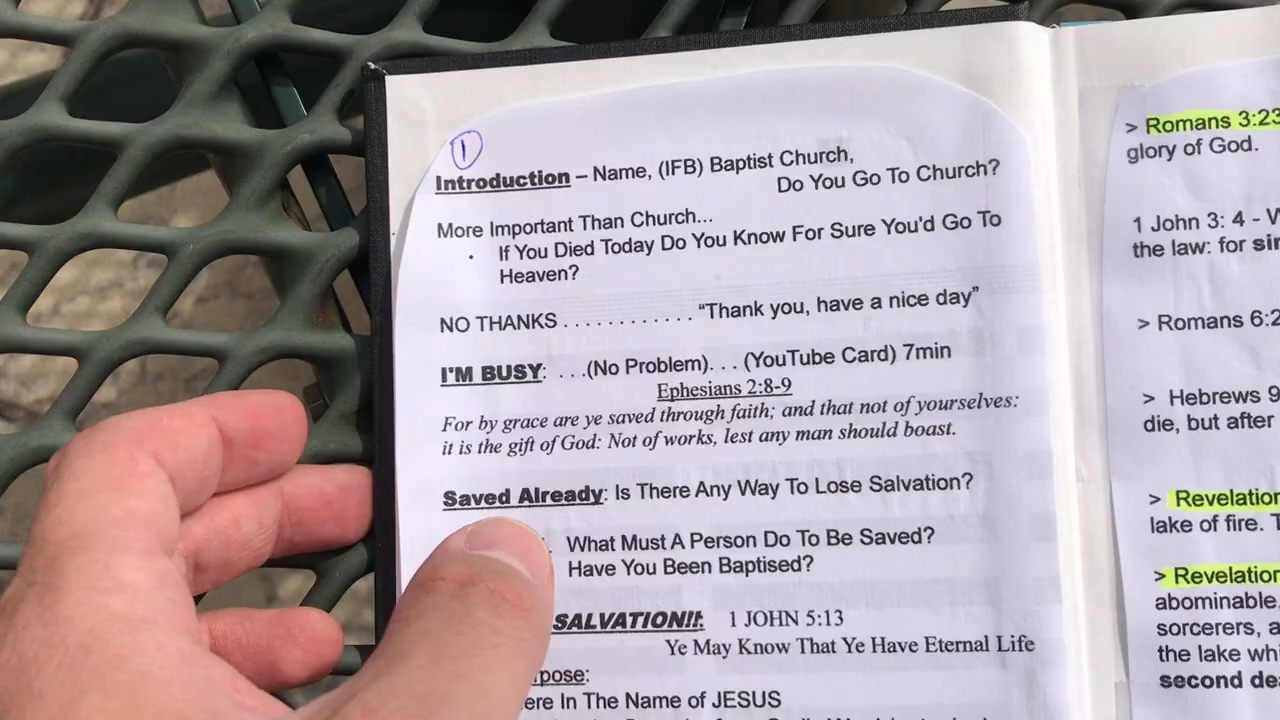 1
Introduction – Name, (IFB) Baptist Church,
Do You Go To Church?
More Important Than Church...
· If You Died Today Do You Know For Sure You'd Go To
Heaven?
NO THANKS . . . . . . . . . . . . “Thank you, have a nice day”
I'M BUSY: . . .(No Problem). . . (YouTube Card) 7min
Ephesians 2:8-9
For by grace are ye saved through faith; and that not of yourselves:
it is the gift of God: Not of works, lest any man should boast.
Saved Already: Is There Any Way To Lose Salvation?
What Must A Person Do To Be Saved?
Have You Been Baptised?
SALVATION!!: 1 JOHN 5:13
Ye May Know That Ye Have Eternal Life
pose:
ere In The Name of JESUS
> Romans 3:23
glory of God.
1 John 3: 4 - W
the law: for sin
> Romans 6:2
> Hebrews 9
die, but after
> Revelation
lake of fire. T
> Revelation
abominable
sorcerers, a
the lake whi
second de